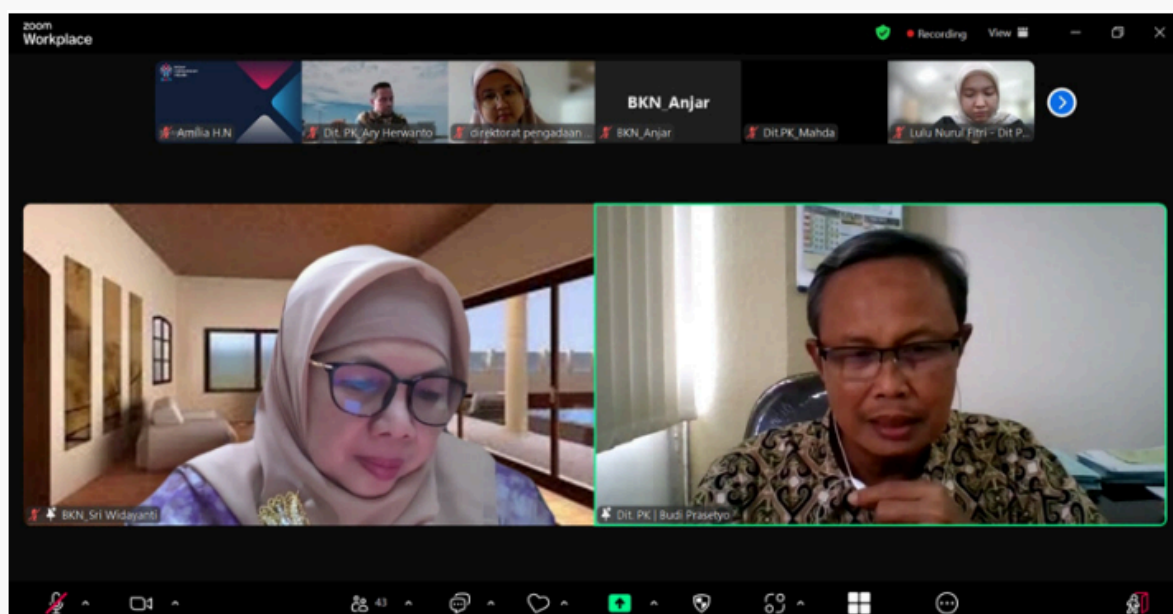 zoom
Workplace
Recording
View
Amilia H.N
Dit. PK_Ary Herwanto
direktorat pengadaan ...
BKN_Anjar
BKN_Anjar
Dit.PK_Mahda
Lulu Nurul Fitri - Dit P...
BKN_Sri Widayanti
Dit. PK | Budi Prasetyo
43